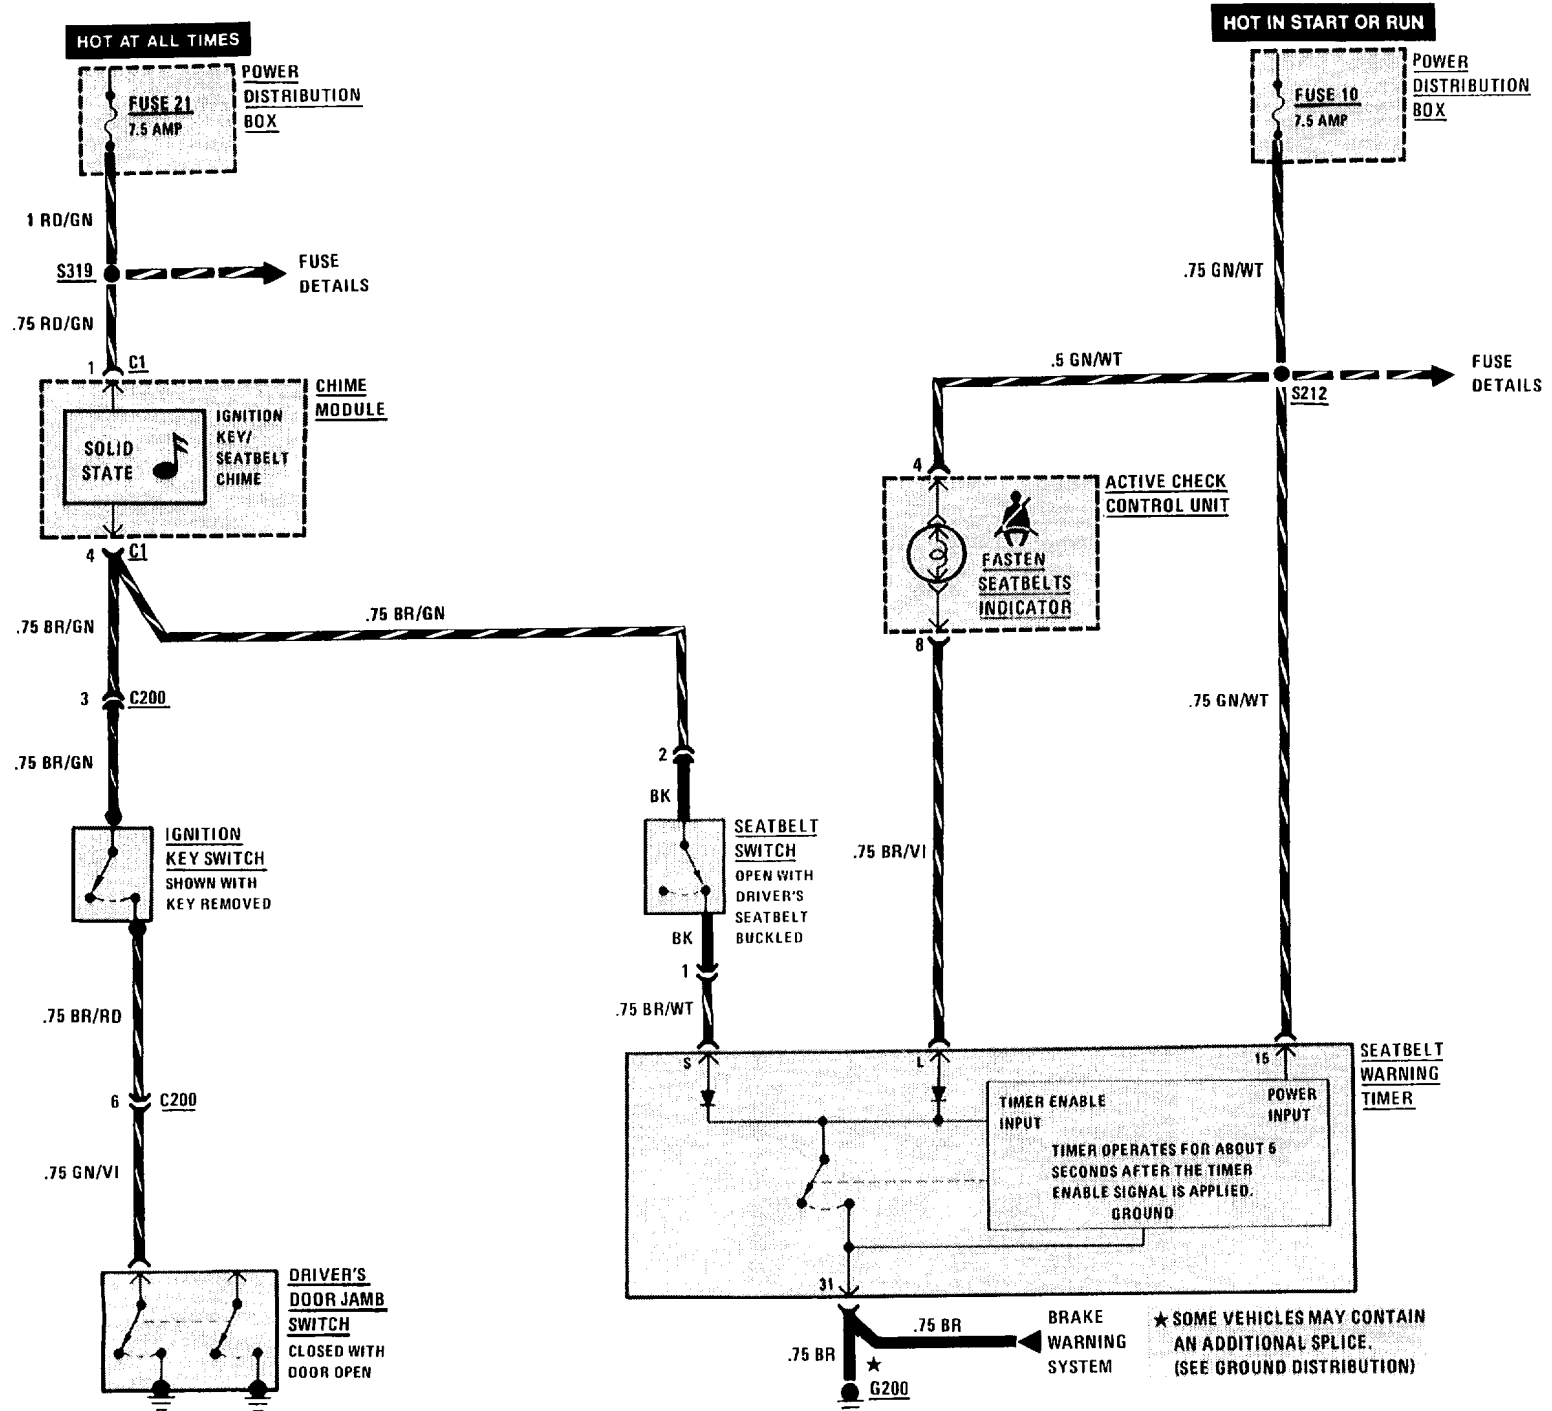 HOT AT ALL TIMES
POWER
DISTRIBUTION
BOX
FUSE 21
7.5 AMP
1 RD/GN
S319
FUSE
DETAILS
.75 RD/GN
1
C1
CHIME
MODULE
IGNITION
KEY/
SEATBELT
CHIME
SOLID
STATE
4
C1
.75 BR/GN
.75 BR/GN
3
C200
.75 BR/GN
IGNITION
KEY SWITCH
SHOWN WITH
KEY REMOVED
.75 BR/RD
6
C200
.75 GN/VI
DRIVER'S
DOOR JAMB
SWITCH
CLOSED WITH
DOOR OPEN
2
BK
SEATBELT
SWITCH
OPEN WITH
DRIVER'S
SEATBELT
BUCKLED
BK
1
.75 BR/WT
HOT IN START OR RUN
POWER
DISTRIBUTION
BOX
FUSE 10
7.5 AMP
.75 GN/WT
.5 GN/WT
S212
FUSE
DETAILS
4
ACTIVE CHECK
CONTROL UNIT
FASTEN
SEATBELTS
INDICATOR
8
.75 GN/WT
.75 BR/VI
S
L
15
SEATBELT
WARNING
TIMER
TIMER ENABLE
INPUT
POWER
INPUT
TIMER OPERATES FOR ABOUT 6
SECONDS AFTER THE TIMER
ENABLE SIGNAL IS APPLIED.
GROUND
31
.75 BR
BRAKE
WARNING
SYSTEM
.75 BR
★
G200
★ SOME VEHICLES MAY CONTAIN
AN ADDITIONAL SPLICE.
(SEE GROUND DISTRIBUTION)